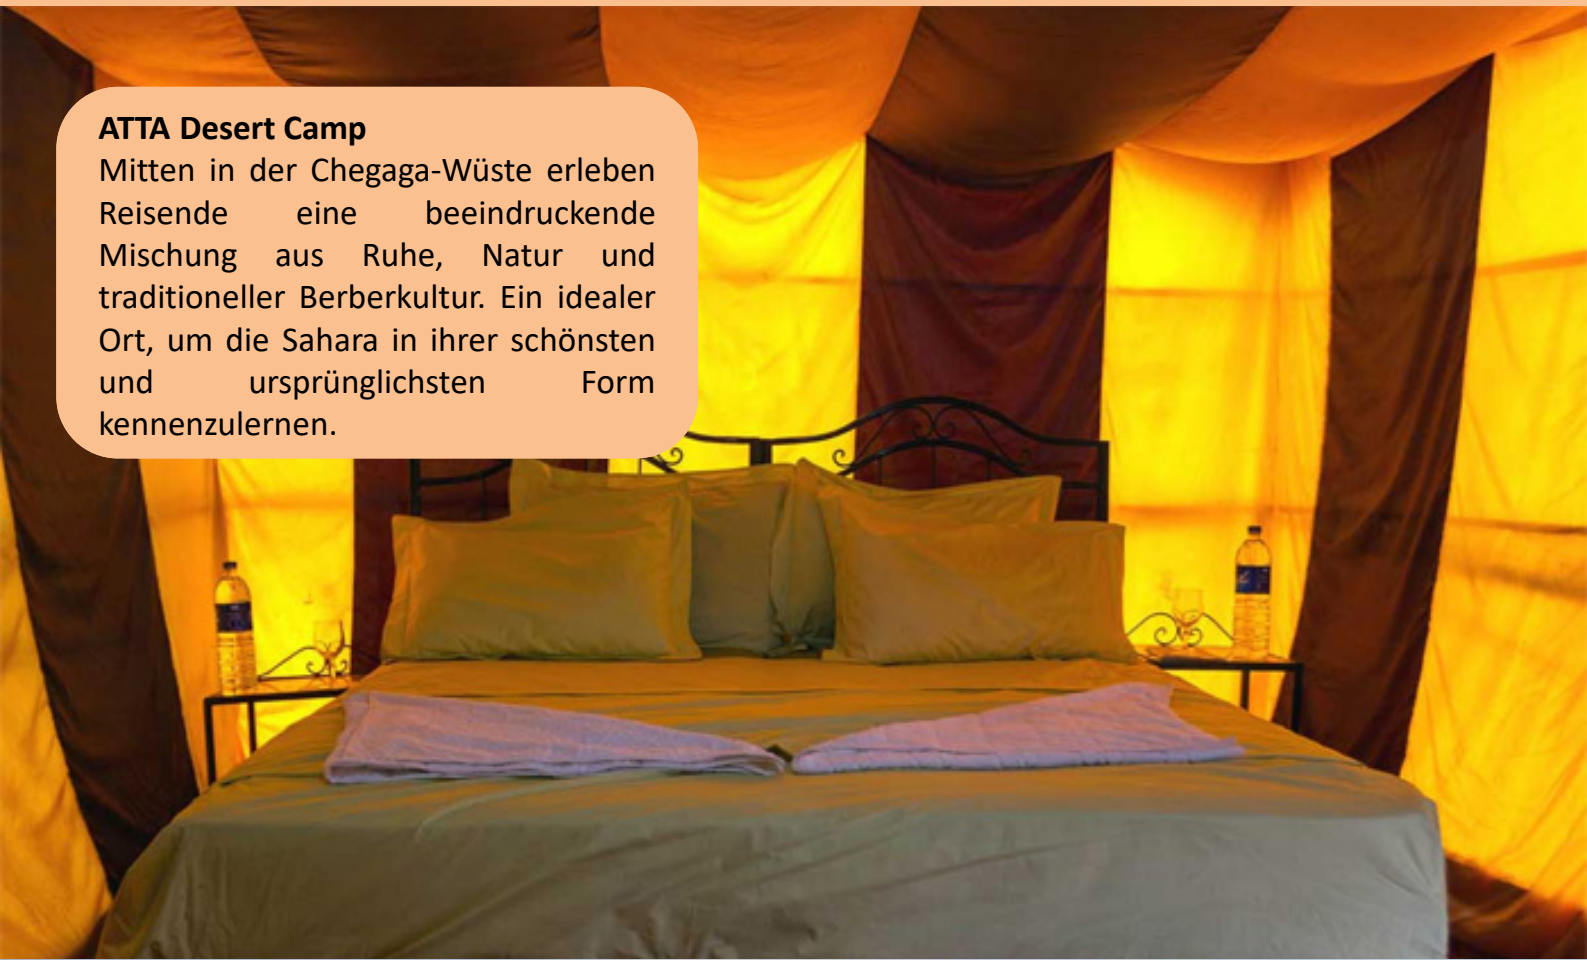 ATTA Desert Camp
Mitten in der Chegaga-Wüste erleben
Reisende eine beeindruckende
Mischung aus Ruhe, Natur und
traditioneller Berberkultur. Ein idealer
Ort, um die Sahara in ihrer schönsten
und ursprünglichsten Form
kennenzulernen.